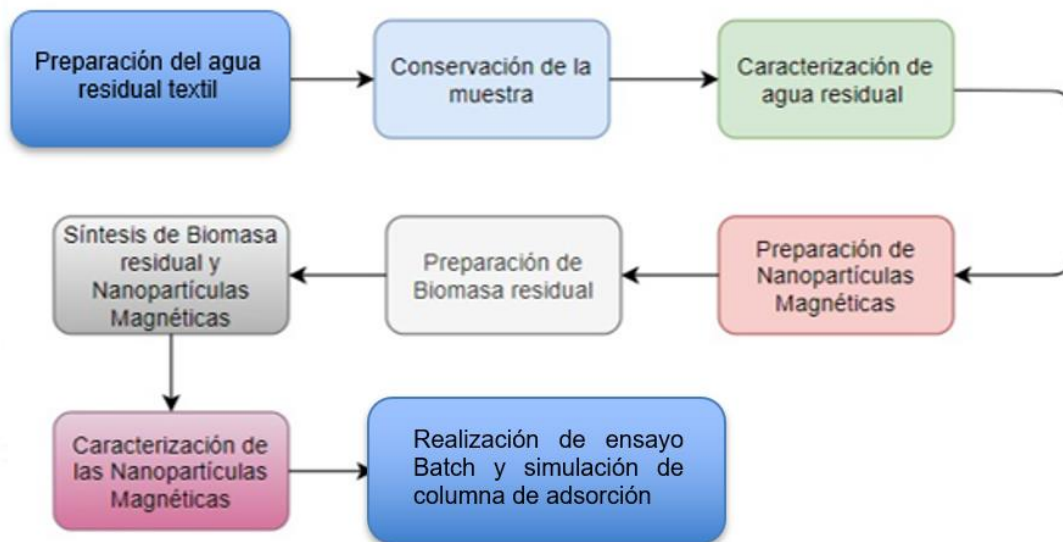 Preparación del agua
residual textil
Conservación de la
muestra
Caracterización de
agua residual
Preparación de
Nanopartículas
Magnéticas
Preparación de
Biomasa residual
Síntesis de Biomasa
residual y
Nanopartículas
Magnéticas
Caracterización de
las Nanopartículas
Magnéticas
Realización de ensayo
Batch y simulación de
columna de adsorción